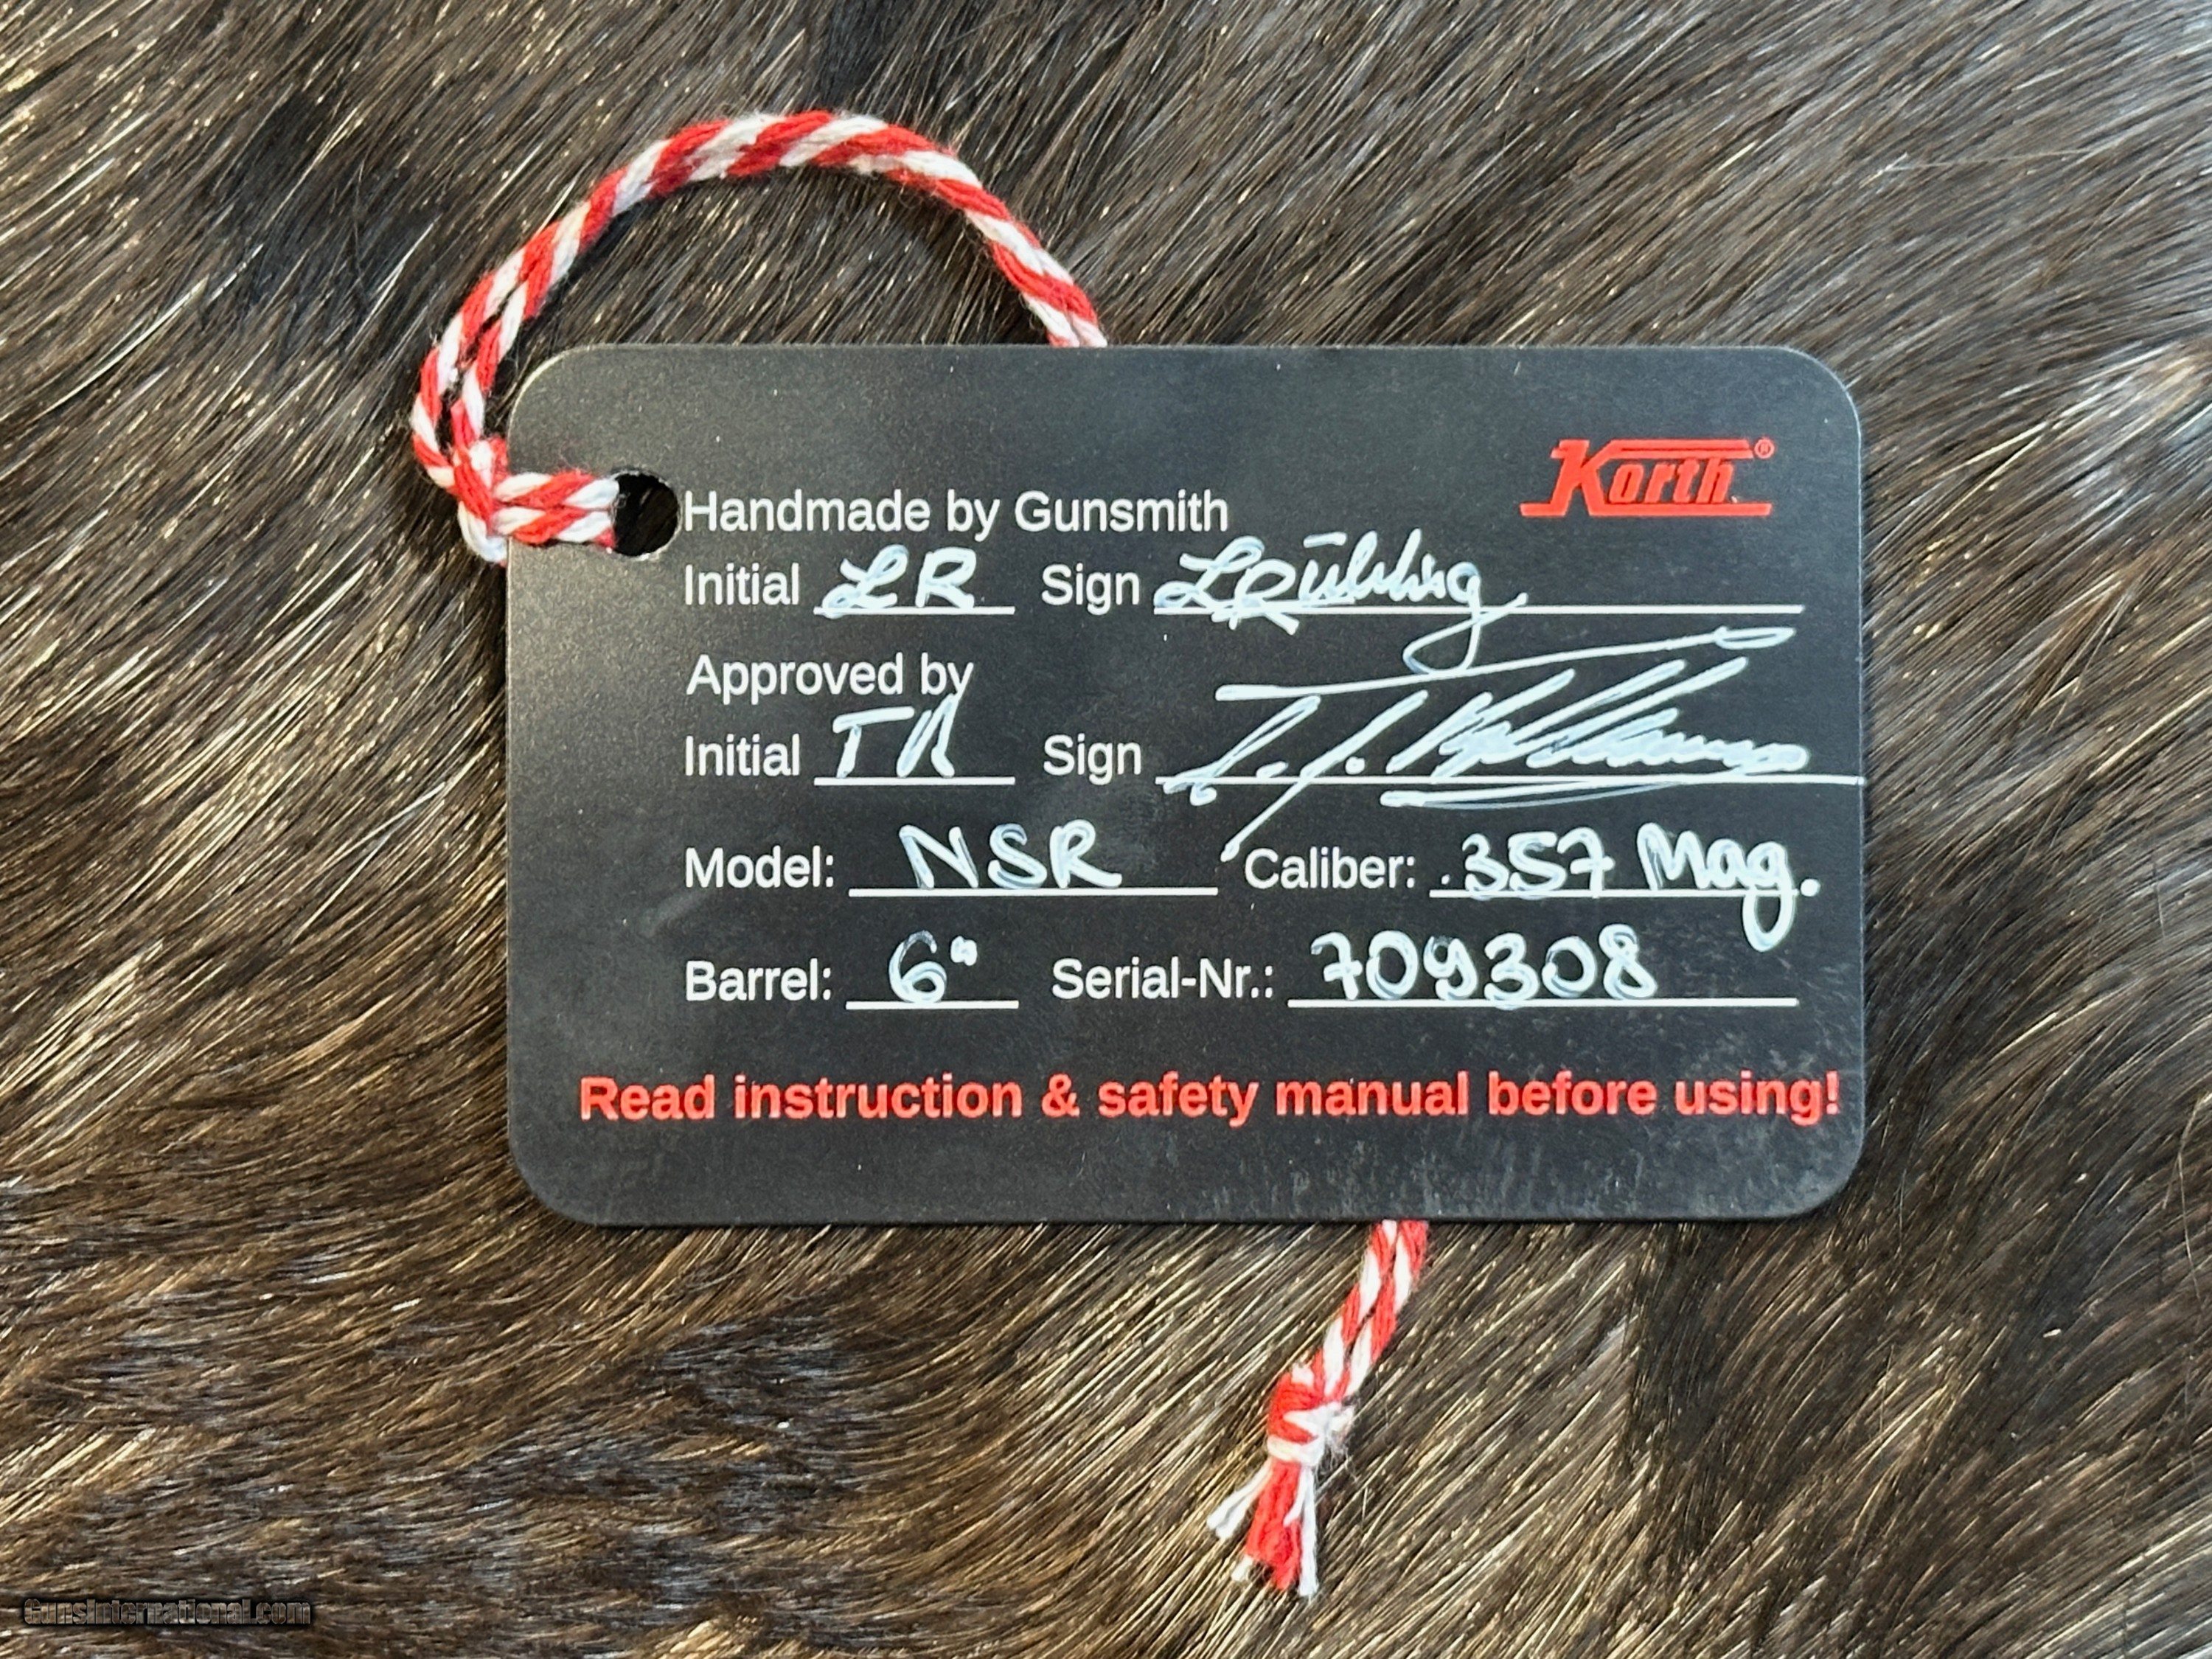 Korth®
Handmade by Gunsmith
Initial LR Sign
Approved by
Initial TR Sign
Model: NSR Caliber: .357 Mag.
Barrel: 6" Serial-Nr.: 709308
Read instruction & safety manual before using!
GunsInternational.com